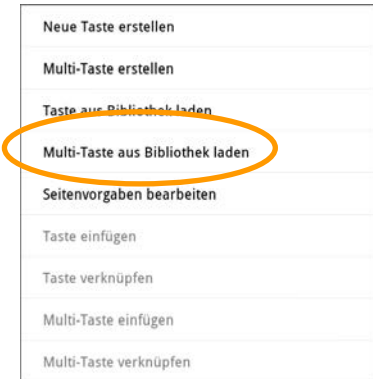 Neue Taste erstellen
Multi-Taste erstellen
Taste aus Bibliothek laden
Multi-Taste aus Bibliothek laden
Seitenvorgaben bearbeiten
Taste einfügen
Taste verknüpfen
Multi-Taste einfügen
Multi-Taste verknüpfen